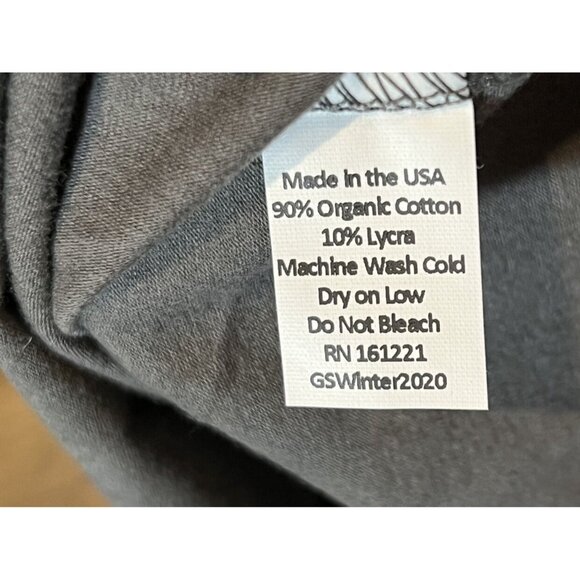 Made in the USA
90% Organic Cotton
10% Lycra
Machine Wash Cold
Dry on Low
Do Not Bleach
RN 161221
GSWinter2020